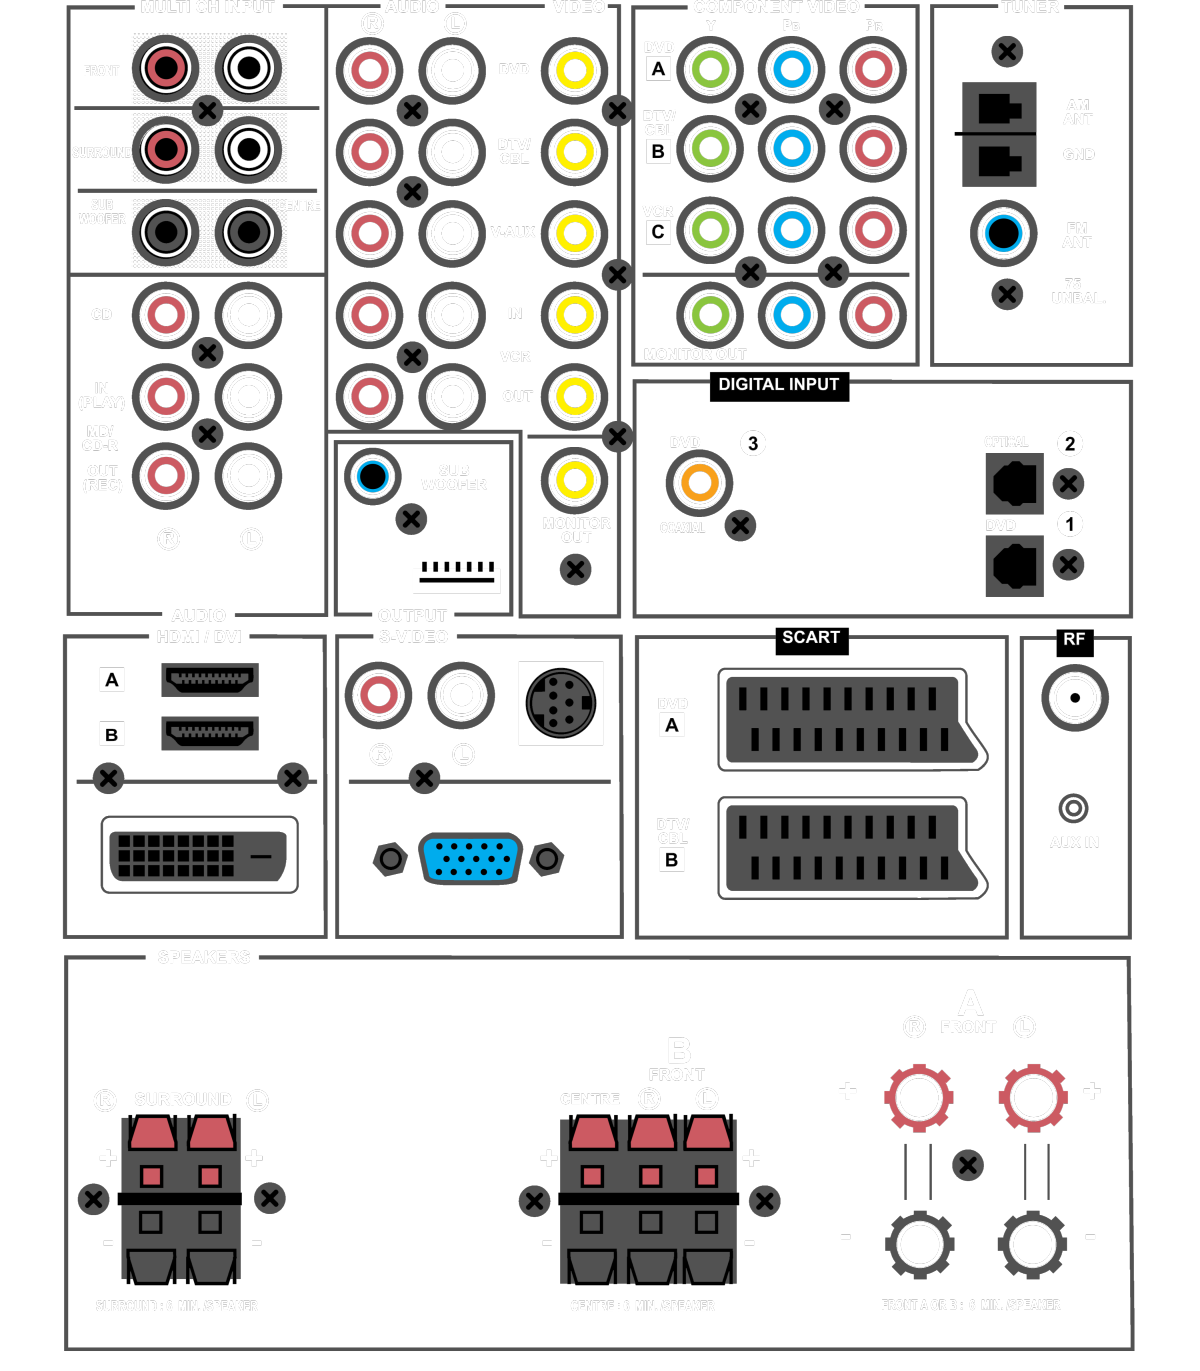 MULTI CH INPUT
FRONT
SURROUND
SUB
WOOFER
CENTRE
CD
IN
(PLAY)
MD/
CD-R
OUT
(REC)
R L
AUDIO
AUDIO VIDEO
R L
DVD
DTV/
CBL
V.AUX
IN
VCR
OUT
MONITOR
OUT
SUB
WOOFER
OUTPUT
COMPONENT VIDEO
Y PB PR
DVD
A
DTV/
CBL
B
VCR
C
MONITOR OUT
TUNER
AM
ANT
GND
FM
ANT
75
UNBAL.
DIGITAL INPUT
DVD 3
COAXIAL
OPTICAL 2
DVD 1
HDMI / DVI
A
B
S-VIDEO
R L
SCART
DVD
A
DTV/
CBL
B
RF
AUX IN
SPEAKERS
R SURROUND L
+ +
- -
SURROUND : 6 MIN. /SPEAKER
B
FRONT
CENTRE R L
+ +
- -
CENTRE : 6 MIN. /SPEAKER
A
R FRONT L
+ +
- -
FRONT A OR B : 6 MIN. /SPEAKER